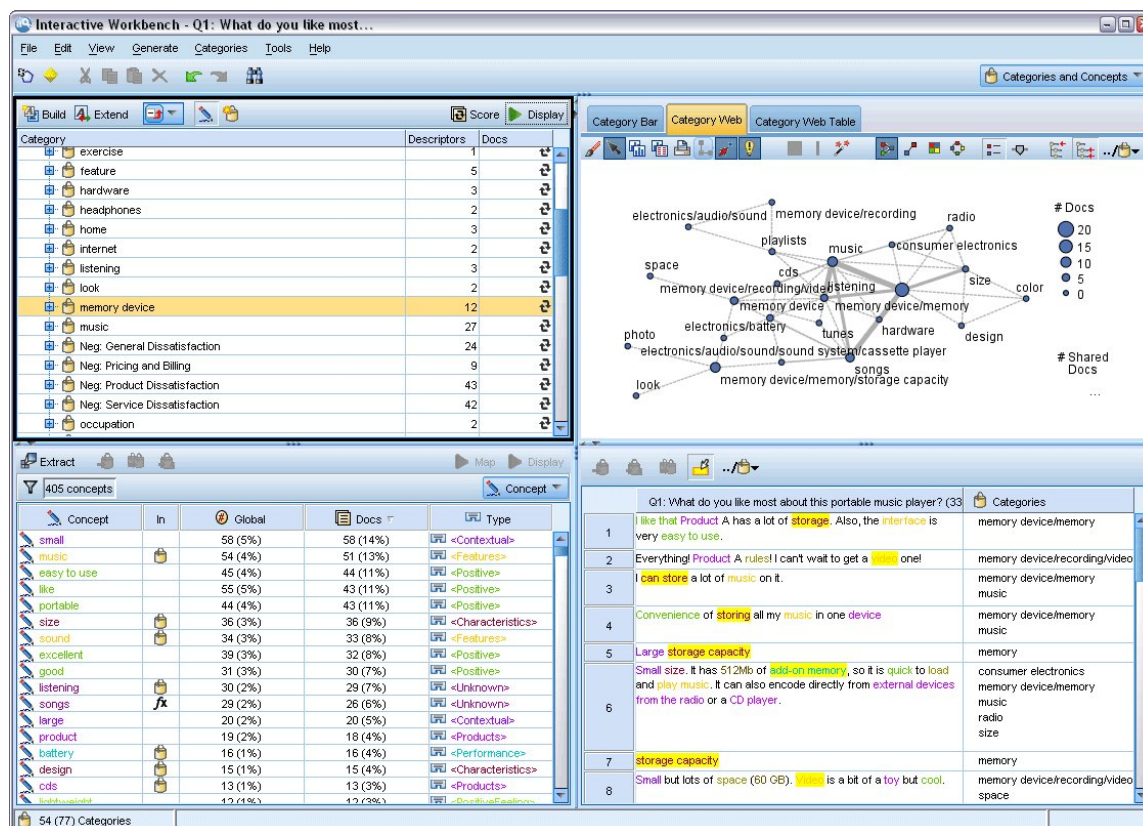 Interactive Workbench - Q1: What do you like most...
File Edit View Generate Categories Tools Help
Categories and Concepts
Build Extend Score Display
Category Descriptors Docs
exercise 1
feature 5
hardware 3
headphones 2
home 3
internet 2
listening 3
look 2
memory device 12
music 27
Neg: General Dissatisfaction 24
Neg: Pricing and Billing 9
Neg: Product Dissatisfaction 43
Neg: Service Dissatisfaction 42
occupation 2
Category Bar Category Web Category Web Table
../
electronics/audio/sound memory device/recording radio
playlists music consumer electronics
space cds size
memory device/recording/video listening color
memory device memory device/memory
electronics/battery tunes hardware design
photo
electronics/audio/sound/sound system/cassette player
songs
look memory device/memory/storage capacity
# Docs
20
15
10
5
0
# Shared
Docs
...
Extract Map Display
405 concepts Concept
Concept In Global Docs Type
small 58 (5%) 58 (14%) <Contextual>
music 54 (4%) 51 (13%) <Features>
easy to use 45 (4%) 44 (11%) <Positive>
like 55 (5%) 43 (11%) <Positive>
portable 44 (4%) 43 (11%) <Positive>
size 36 (3%) 36 (9%) <Characteristics>
sound 34 (3%) 33 (8%) <Features>
excellent 39 (3%) 32 (8%) <Positive>
good 31 (3%) 30 (7%) <Positive>
listening 30 (2%) 29 (7%) <Unknown>
songs fx 29 (2%) 26 (6%) <Unknown>
large 20 (2%) 20 (5%) <Contextual>
product 19 (2%) 18 (4%) <Products>
battery 16 (1%) 16 (4%) <Performance>
design 15 (1%) 15 (4%) <Characteristics>
cds 13 (1%) 13 (3%) <Products>
lightweight 12 (1%) 12 (3%) <PositiveFeeling>
../
Q1: What do you like most about this portable music player? (33 Categories
1 I like that Product A has a lot of storage. Also, the interface is memory device/memory
very easy to use.
2 Everything! Product A rules! I can't wait to get a video one! memory device/recording/video
3 I can store a lot of music on it. memory device/memory
music
4 Convenience of storing all my music in one device memory device/memory
music
5 Large storage capacity memory
6 Small size. It has 512Mb of add-on memory, so it is quick to load consumer electronics
and play music. It can also encode directly from external devices memory device/memory
from the radio or a CD player. music
radio
size
7 storage capacity memory
8 Small but lots of space (60 GB). Video is a bit of a toy but cool. memory device/recording/video
space
54 (77) Categories